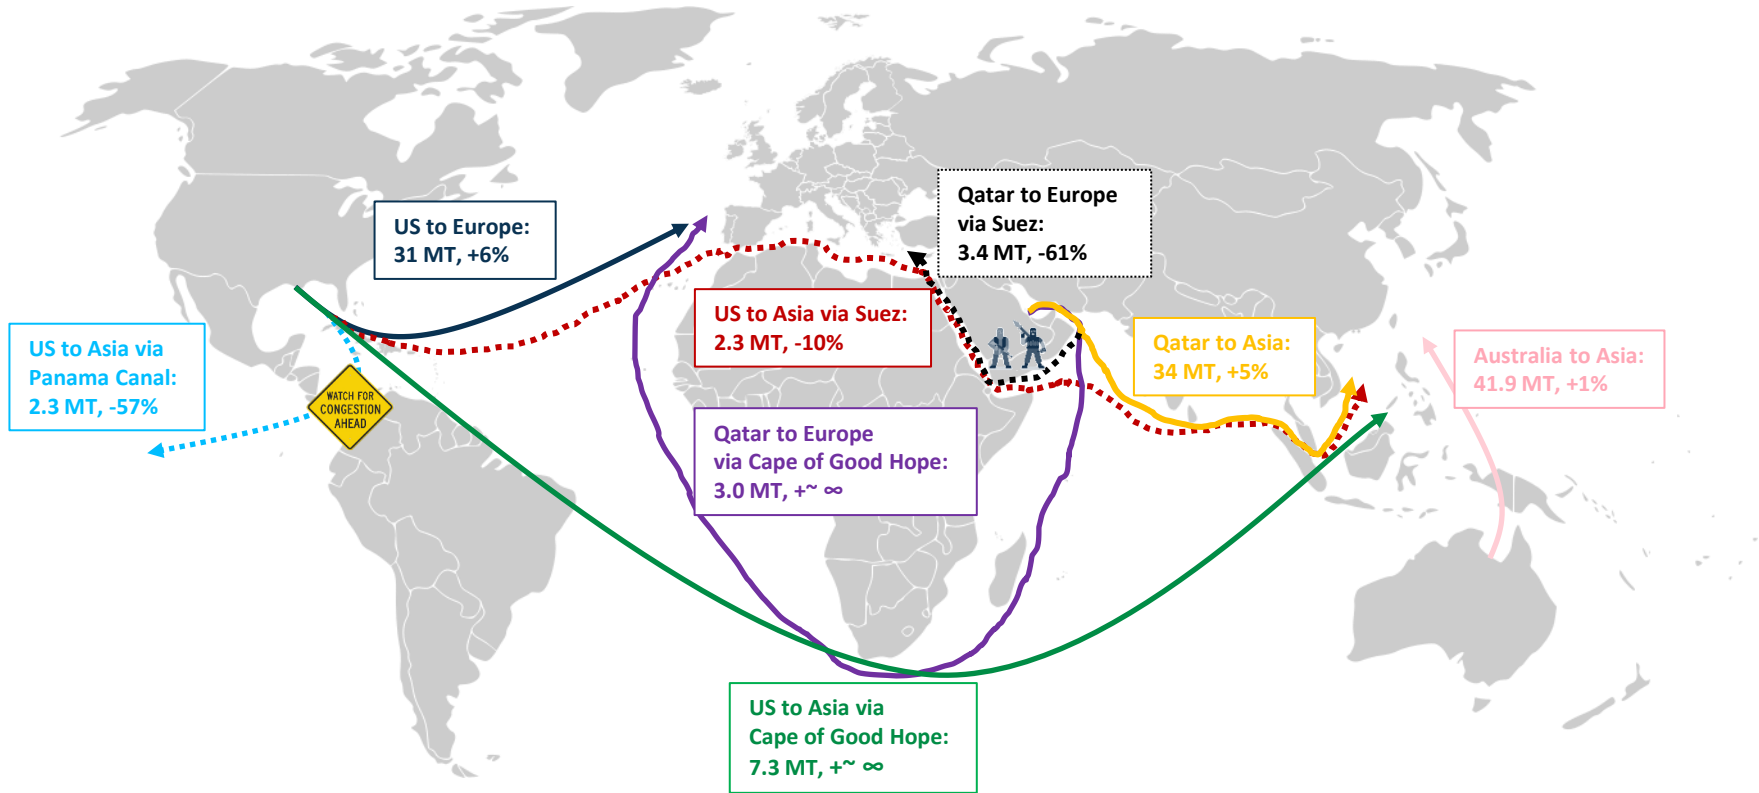 US to Europe:
31 MT, +6%
Qatar to Europe
via Suez:
3.4 MT, -61%
US to Asia via
Panama Canal:
2.3 MT, -57%
WATCH FOR
CONGESTION
AHEAD
US to Asia via Suez:
2.3 MT, -10%
Qatar to Asia:
34 MT, +5%
Australia to Asia:
41.9 MT, +1%
Qatar to Europe
via Cape of Good Hope:
3.0 MT, +~ ∞
US to Asia via
Cape of Good Hope:
7.3 MT, +~ ∞